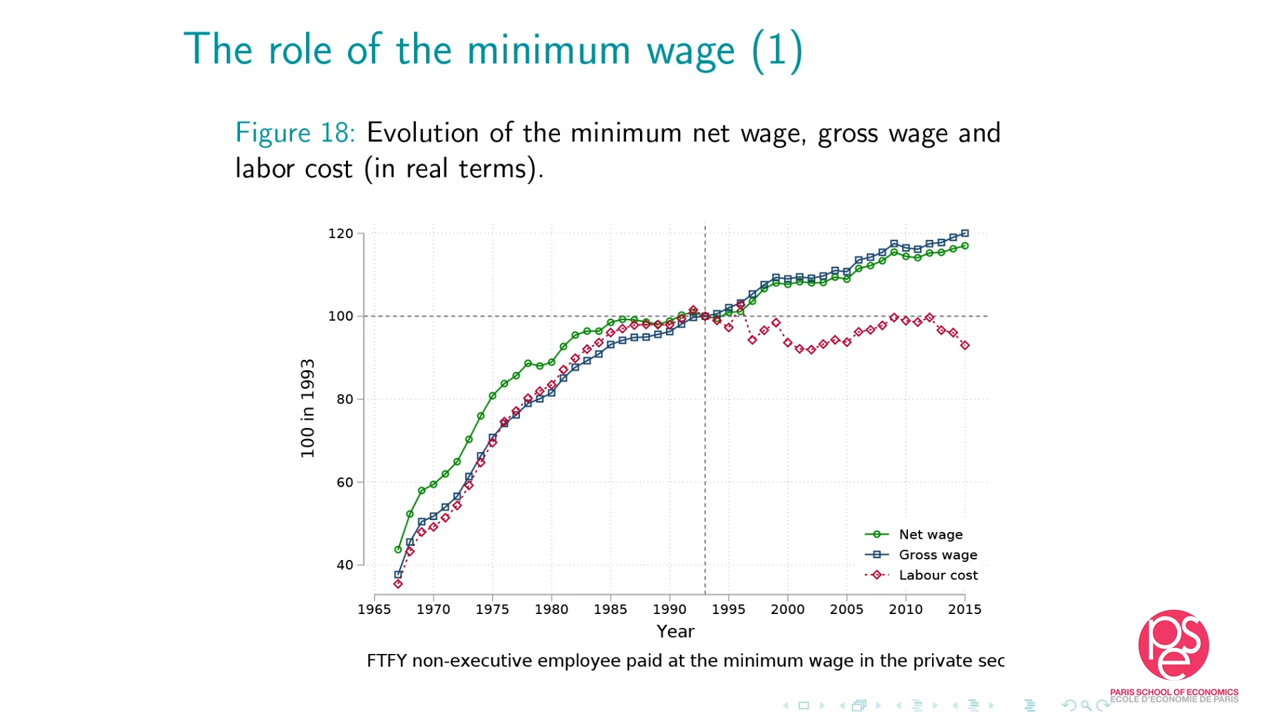 The role of the minimum wage (1)
Figure 18: Evolution of the minimum net wage, gross wage and
labor cost (in real terms).
120
100
80
60
40
100 in 1993
Net wage
Gross wage
Labour cost
1965 1970 1975 1980 1985 1990 1995 2000 2005 2010 2015
Year
FTFY non-executive employee paid at the minimum wage in the private sec
pse
PARIS SCHOOL OF ECONOMICS
ECOLE D'ECONOMIE DE PARIS